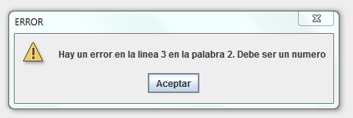 ERROR
Hay un error en la linea 3 en la palabra 2. Debe ser un numero
Aceptar